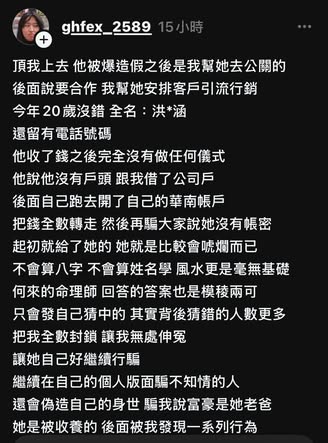 ghfex_2589 15小時
頂我上去 他被爆造假之後是我幫她去公關的
後面說要合作 我幫她安排客戶引流行銷
今年20歲沒錯 全名：洪*涵
還留有電話號碼
他收了錢之後完全沒有做任何儀式
他說他沒有戶頭 跟我借了公司戶
後面自己跑去開了自己的華南帳戶
把錢全數轉走 然後再騙大家說她沒有帳密
起初就給了她的 她就是比較會唬爛而已
不會算八字 不會算姓名學 風水更是毫無基礎
何來的命理師 回答的答案也是模稜兩可
只會發自己猜中的 其實背後猜錯的人數更多
把我全數封鎖 讓我無處伸冤
讓她自己好繼續行騙
繼續在自己的個人版面騙不知情的人
還會偽造自己的身世 騙我說富豪是她老爸
她是被收養的 後面被我發現一系列行為